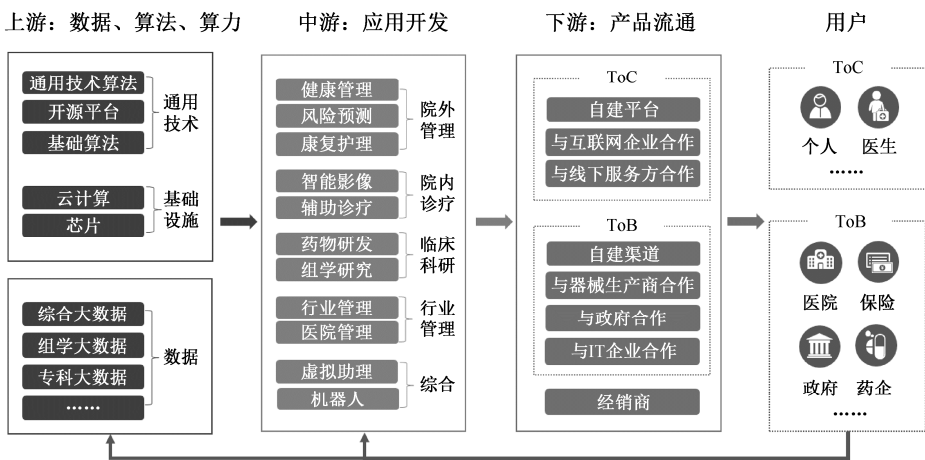 上游：数据、算法、算力
通用技术算法
开源平台
基础算法
通用
技术
云计算
芯片
基础
设施
综合大数据
组学大数据
专科大数据
……
数据
中游：应用开发
健康管理
风险预测
康复护理
院外
管理
智能影像
辅助诊疗
院内
诊疗
药物研发
组学研究
临床
科研
行业管理
医院管理
行业
管理
虚拟助理
机器人
综合
下游：产品流通
ToC
自建平台
与互联网企业合作
与线下服务方合作
ToB
自建渠道
与器械生产商合作
与政府合作
与IT企业合作
经销商
用户
ToC
个人
医生
……
ToB
医院
保险
政府
药企
……